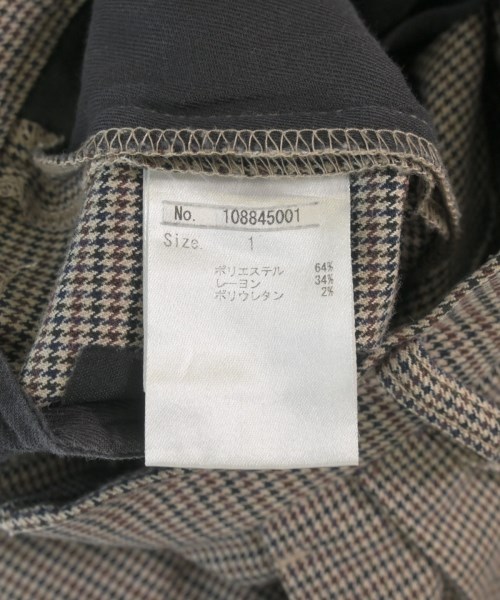 No. 108845001
Size. 1
ポリエステル 64%
レーヨン 34%
ポリウレタン 2%